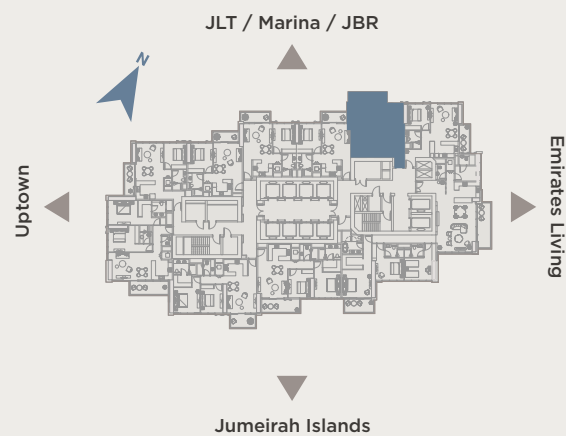 JLT / Marina / JBR
N
Uptown
Emirates Living
Jumeirah Islands